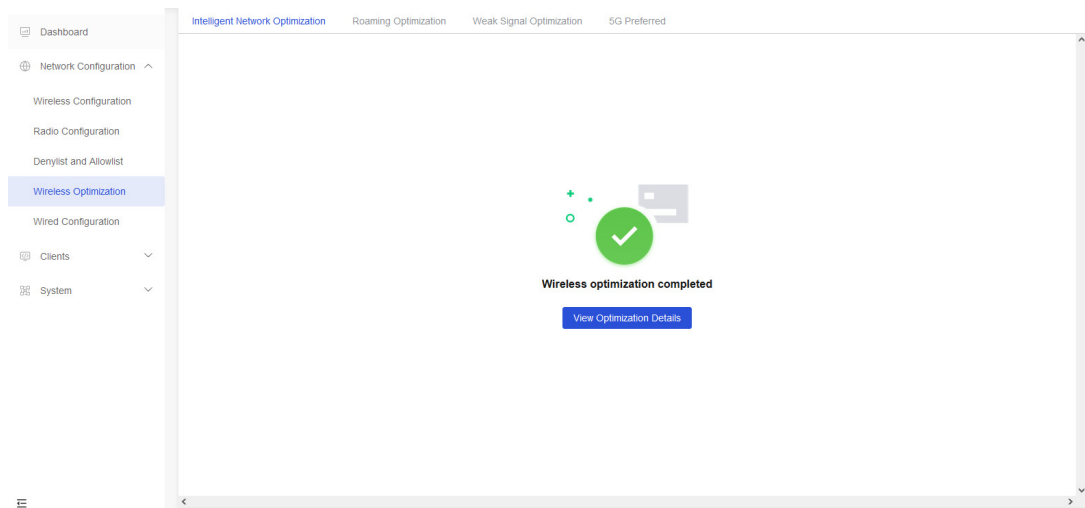 Intelligent Network Optimization Roaming Optimization Weak Signal Optimization 5G Preferred
Dashboard
Network Configuration
Wireless Configuration
Radio Configuration
Denylist and Allowlist
Wireless Optimization
Wired Configuration
Clients
System
Wireless optimization completed
View Optimization Details